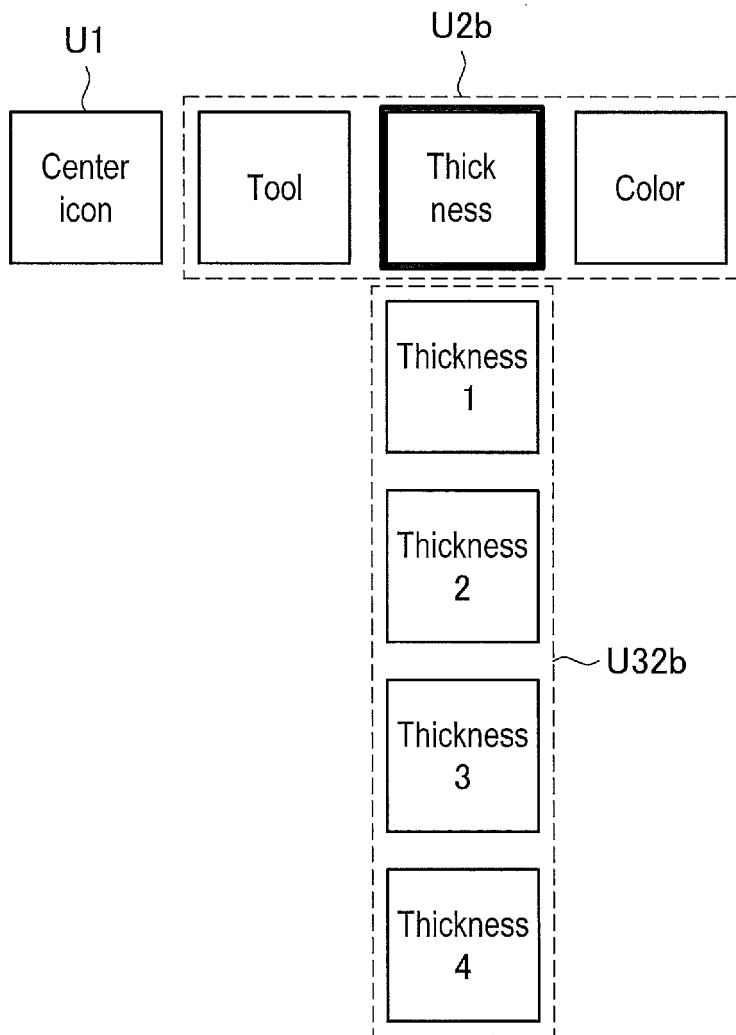 U1
U2b
Center
icon
Tool
Thick
ness
Color
Thickness
1
Thickness
2
U32b
Thickness
3
Thickness
4